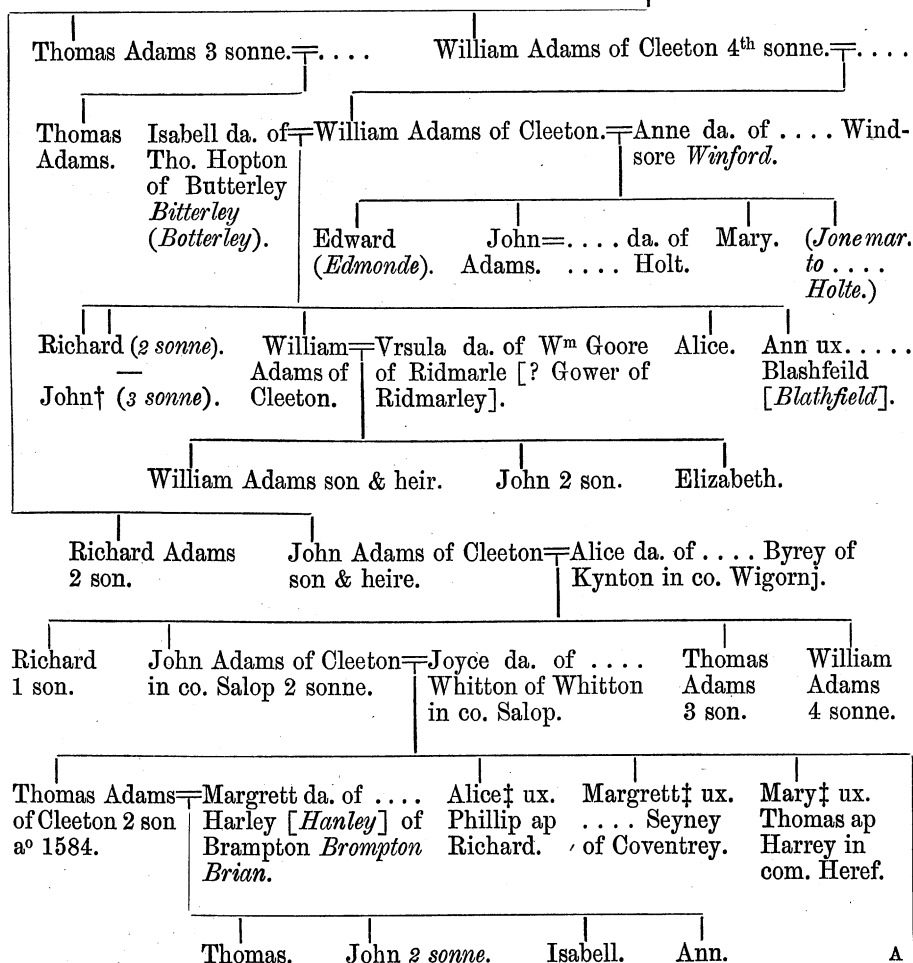 Thomas Adams 3 sonne.=. . . . William Adams of Cleeton 4th sonne.=. . . .
Thomas Adams.
Isabell da. of=William Adams of Cleeton.=Anne da. of . . . . Wind-
Tho. Hopton
of Butterley
Bitterley
(Botterley).
sore Winford.
Edward
(Edmonde).
John=. . . . da. of
Adams. . . . . Holt.
Mary.
(Jone mar.
to . . . .
Holte.)
Richard (2 sonne).
—
John† (3 sonne).
William=Vrsula da. of Wm Goore
Adams of
Cleeton.
of Ridmarle [? Gower of
Ridmarley].
Alice.
Ann ux. . . . .
Blashfeild
[Blathfield].
William Adams son & heir. John 2 son. Elizabeth.
Richard Adams
2 son.
John Adams of Cleeton=Alice da. of . . . . Byrey of
son & heire.
Kynton in co. Wigornj.
Richard
1 son.
John Adams of Cleeton=Joyce da. of . . . .
in co. Salop 2 sonne.
Whitton of Whitton
in co. Salop.
Thomas
Adams
3 son.
William
Adams
4 sonne.
Thomas Adams=Margrett da. of . . . .
of Cleeton 2 son
aº 1584.
Harley [Hanley] of
Brampton Brompton
Brian.
Alice‡ ux.
Phillip ap
Richard.
Margrett‡ ux.
. . . . Seyney
of Coventrey.
Mary‡ ux.
Thomas ap
Harrey in
com. Heref.
Thomas. John 2 sonne. Isabell. Ann. A